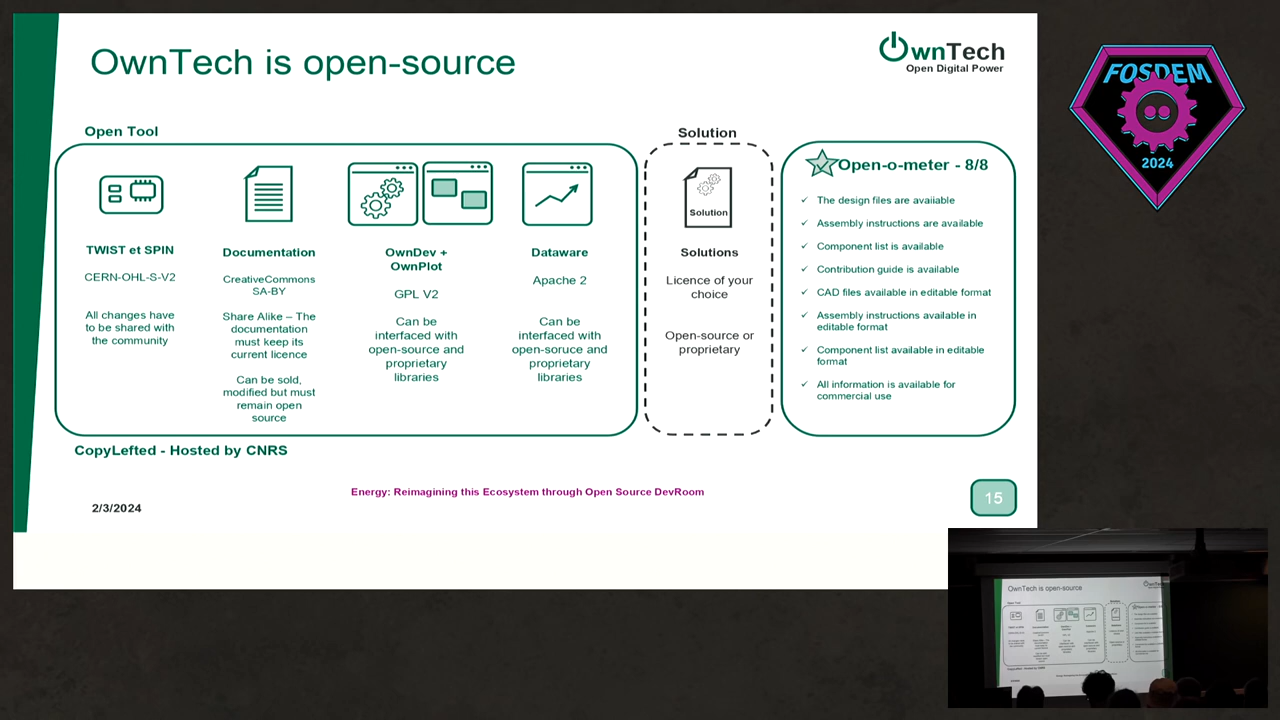 OwnTech is open-source
OwnTech
Open Digital Power
FOSDEM
2024
Open Tool
TWIST et SPIN
CERN-OHL-S-V2
All changes have
to be shared with
the community
Documentation
CreativeCommons
SA-BY
Share Alike – The
documentation
must keep its
current licence
Can be sold,
modified but must
remain open
source
OwnDev +
OwnPlot
GPL V2
Can be
interfaced with
open-source and
proprietary
libraries
Dataware
Apache 2
Can be
interfaced with
open-soruce and
proprietary
libraries
Solution
Solution
Solutions
Licence of your
choice
Open-source or
proprietary
Open-o-meter - 8/8
The design files are available
Assembly instructions are available
Component list is available
Contribution guide is available
CAD files available in editable format
Assembly instructions available in
editable format
Component list available in editable
format
All information is available for
commercial use
CopyLefted - Hosted by CNRS
Energy: Reimagining this Ecosystem through Open Source DevRoom
2/3/2024
15
OwnTech is open-source
OwnTech